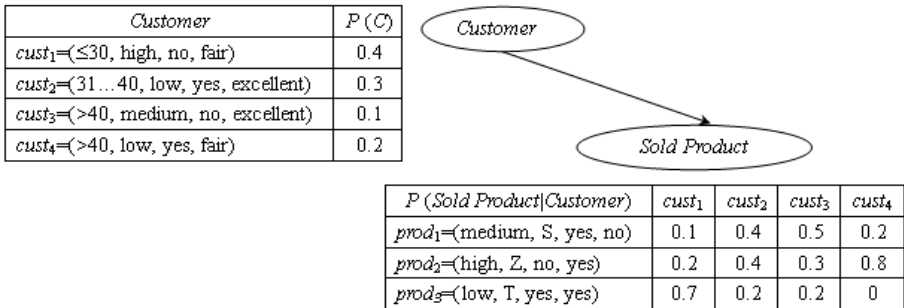 Customer P (C)
cust₁=(≤30, high, no, fair) 0.4
cust₂=(31…40, low, yes, excellent) 0.3
cust₃=(>40, medium, no, excellent) 0.1
cust₄=(>40, low, yes, fair) 0.2
Customer
Sold Product
P (Sold Product|Customer) cust₁ cust₂ cust₃ cust₄
prod₁=(medium, S, yes, no) 0.1 0.4 0.5 0.2
prod₂=(high, Z, no, yes) 0.2 0.4 0.3 0.8
prod₃=(low, T, yes, yes) 0.7 0.2 0.2 0